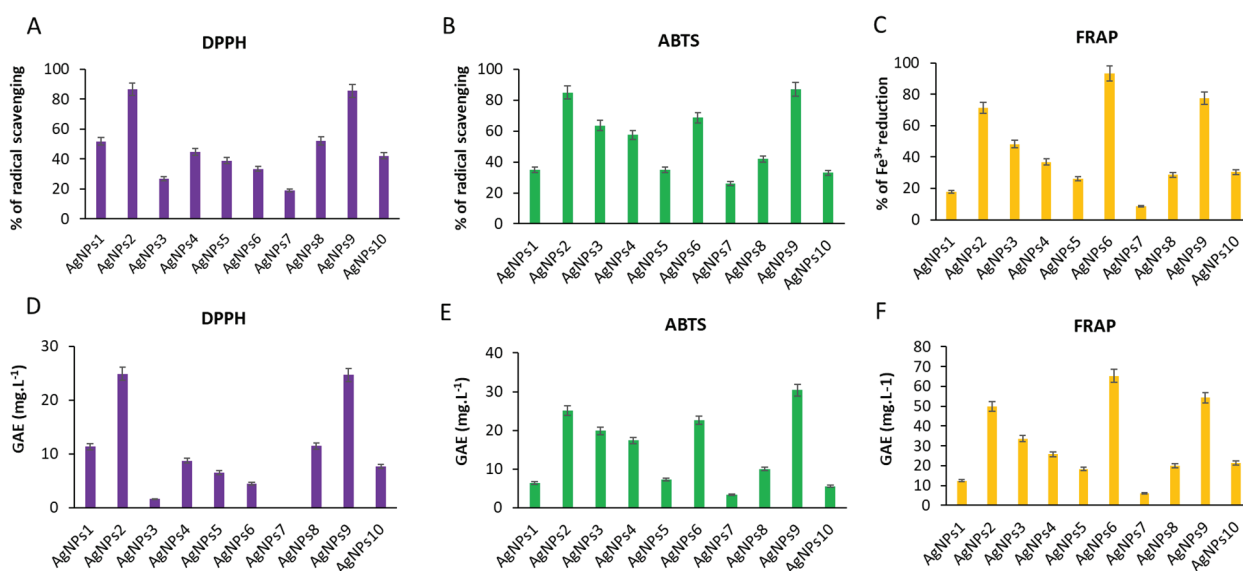 A
DPPH
% of radical scavenging
100
80
60
40
20
0
AgNPs1
AgNPs2
AgNPs3
AgNPs4
AgNPs5
AgNPs6
AgNPs7
AgNPs8
AgNPs9
AgNPs10
B
ABTS
% of radical scavenging
100
80
60
40
20
0
AgNPs1
AgNPs2
AgNPs3
AgNPs4
AgNPs5
AgNPs6
AgNPs7
AgNPs8
AgNPs9
AgNPs10
C
FRAP
% of Fe³⁺ reduction
100
80
60
40
20
0
AgNPs1
AgNPs2
AgNPs3
AgNPs4
AgNPs5
AgNPs6
AgNPs7
AgNPs8
AgNPs9
AgNPs10
D
DPPH
GAE (mg.L⁻¹)
30
20
10
0
AgNPs1
AgNPs2
AgNPs3
AgNPs4
AgNPs5
AgNPs6
AgNPs7
AgNPs8
AgNPs9
AgNPs10
E
ABTS
GAE (mg.L⁻¹)
40
30
20
10
0
AgNPs1
AgNPs2
AgNPs3
AgNPs4
AgNPs5
AgNPs6
AgNPs7
AgNPs8
AgNPs9
AgNPs10
F
FRAP
GAE (mg.L-1)
80
70
60
50
40
30
20
10
0
AgNPs1
AgNPs2
AgNPs3
AgNPs4
AgNPs5
AgNPs6
AgNPs7
AgNPs8
AgNPs9
AgNPs10